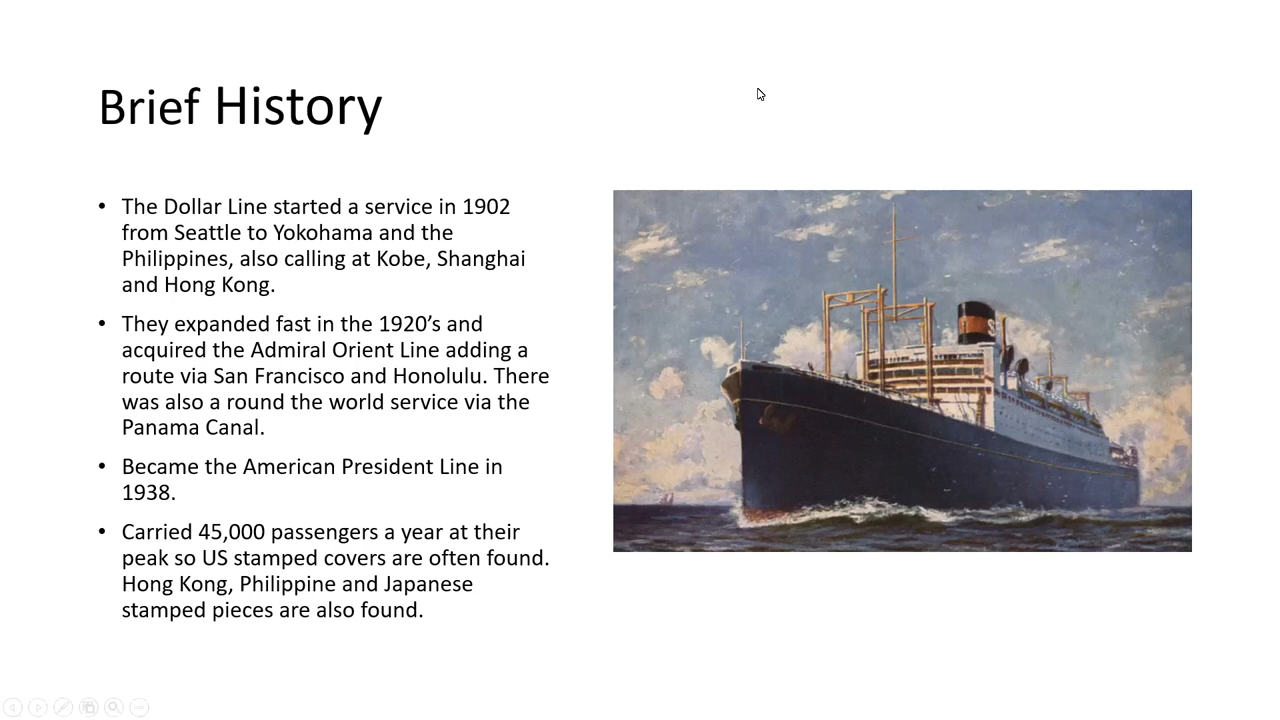 Brief History
• The Dollar Line started a service in 1902
from Seattle to Yokohama and the
Philippines, also calling at Kobe, Shanghai
and Hong Kong.
• They expanded fast in the 1920’s and
acquired the Admiral Orient Line adding a
route via San Francisco and Honolulu. There
was also a round the world service via the
Panama Canal.
• Became the American President Line in
1938.
• Carried 45,000 passengers a year at their
peak so US stamped covers are often found.
Hong Kong, Philippine and Japanese
stamped pieces are also found.